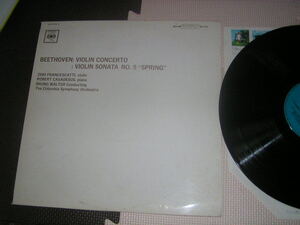 CBS
BEETHOVEN: VIOLIN CONCERTO
: VIOLIN SONATA NO. 5 "SPRING"
ZINO FRANCESCATTI, violin
ROBERT CASADESUS, piano
BRUNO WALTER conducting
The Columbia Symphony Orchestra